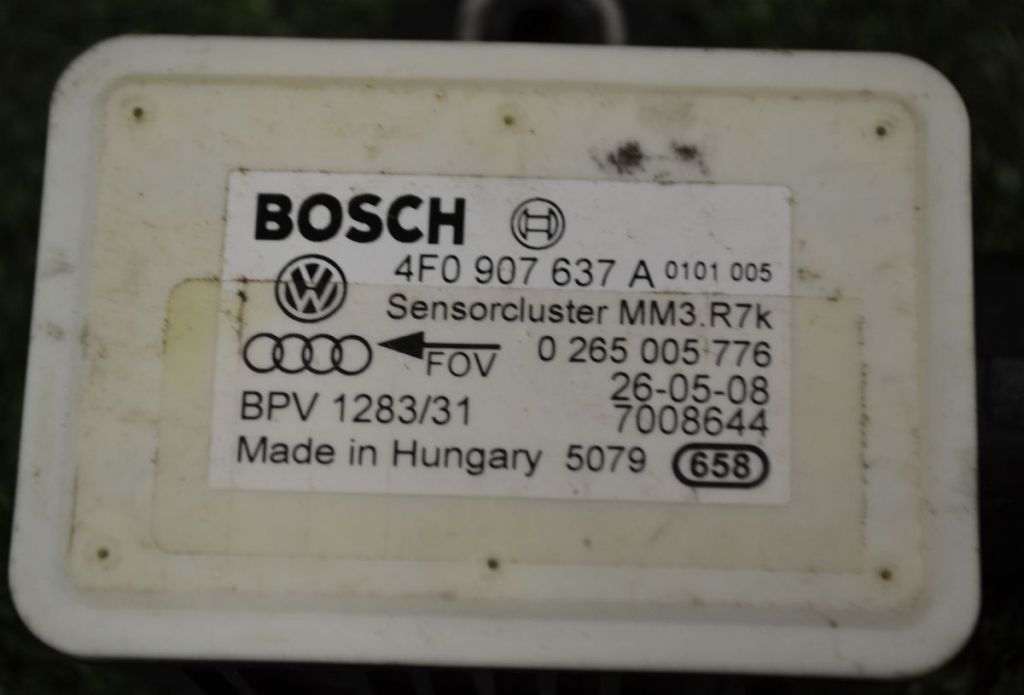 BOSCH
4F0 907 637 A 0101 005
Sensorcluster MM3.R7k
FOV 0 265 005 776
26-05-08
BPV 1283/31 7008644
Made in Hungary 5079 658